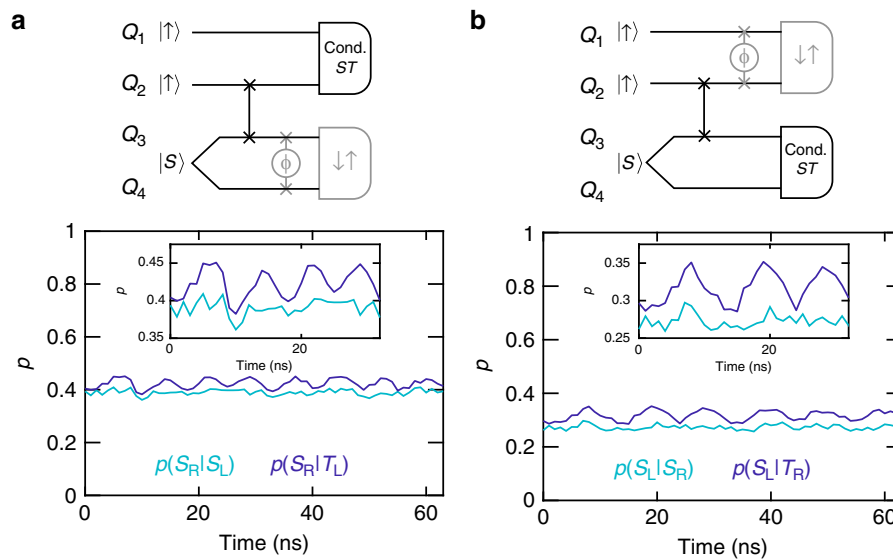 a
Q1 |↑⟩
Cond.
ST
Q2 |↑⟩
Q3
|S⟩
ϕ
↓↑
Q4
1
0.8
0.6
0.4
0.2
0
p
0.45
0.4
0.35
p
0 20
Time (ns)
p(SR|SL) p(SR|TL)
0 20 40 60
Time (ns)
b
Q1 |↑⟩
ϕ
↓↑
Q2 |↑⟩
Q3
|S⟩
Cond.
ST
Q4
1
0.8
0.6
0.4
0.2
0
p
0.35
0.3
0.25
p
0 20
Time (ns)
p(SL|SR) p(SL|TR)
0 20 40 60
Time (ns)